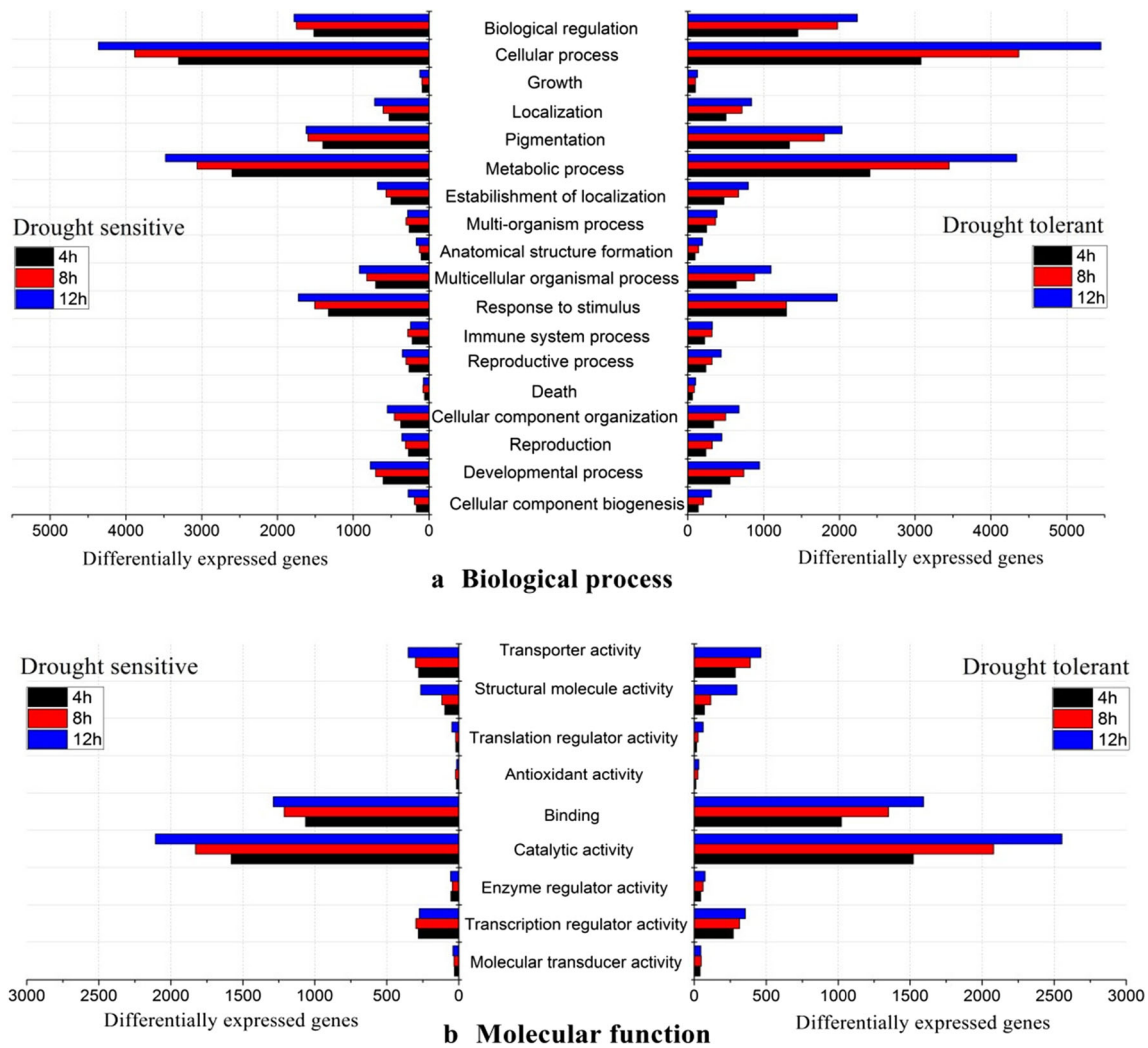 Biological regulation
Cellular process
Growth
Localization
Pigmentation
Metabolic process
Estabilishment of localization
Multi-organism process
Anatomical structure formation
Multicellular organismal process
Response to stimulus
Immune system process
Reproductive process
Death
Cellular component organization
Reproduction
Developmental process
Cellular component biogenesis
Drought sensitive
4h
8h
12h
Drought tolerant
4h
8h
12h
5000 4000 3000 2000 1000 0
0 1000 2000 3000 4000 5000
Differentially expressed genes
Differentially expressed genes
a Biological process
Drought sensitive
4h
8h
12h
Transporter activity
Structural molecule activity
Translation regulator activity
Antioxidant activity
Binding
Catalytic activity
Enzyme regulator activity
Transcription regulator activity
Molecular transducer activity
Drought tolerant
4h
8h
12h
3000 2500 2000 1500 1000 500 0
0 500 1000 1500 2000 2500 3000
Differentially expressed genes
Differentially expressed genes
b Molecular function